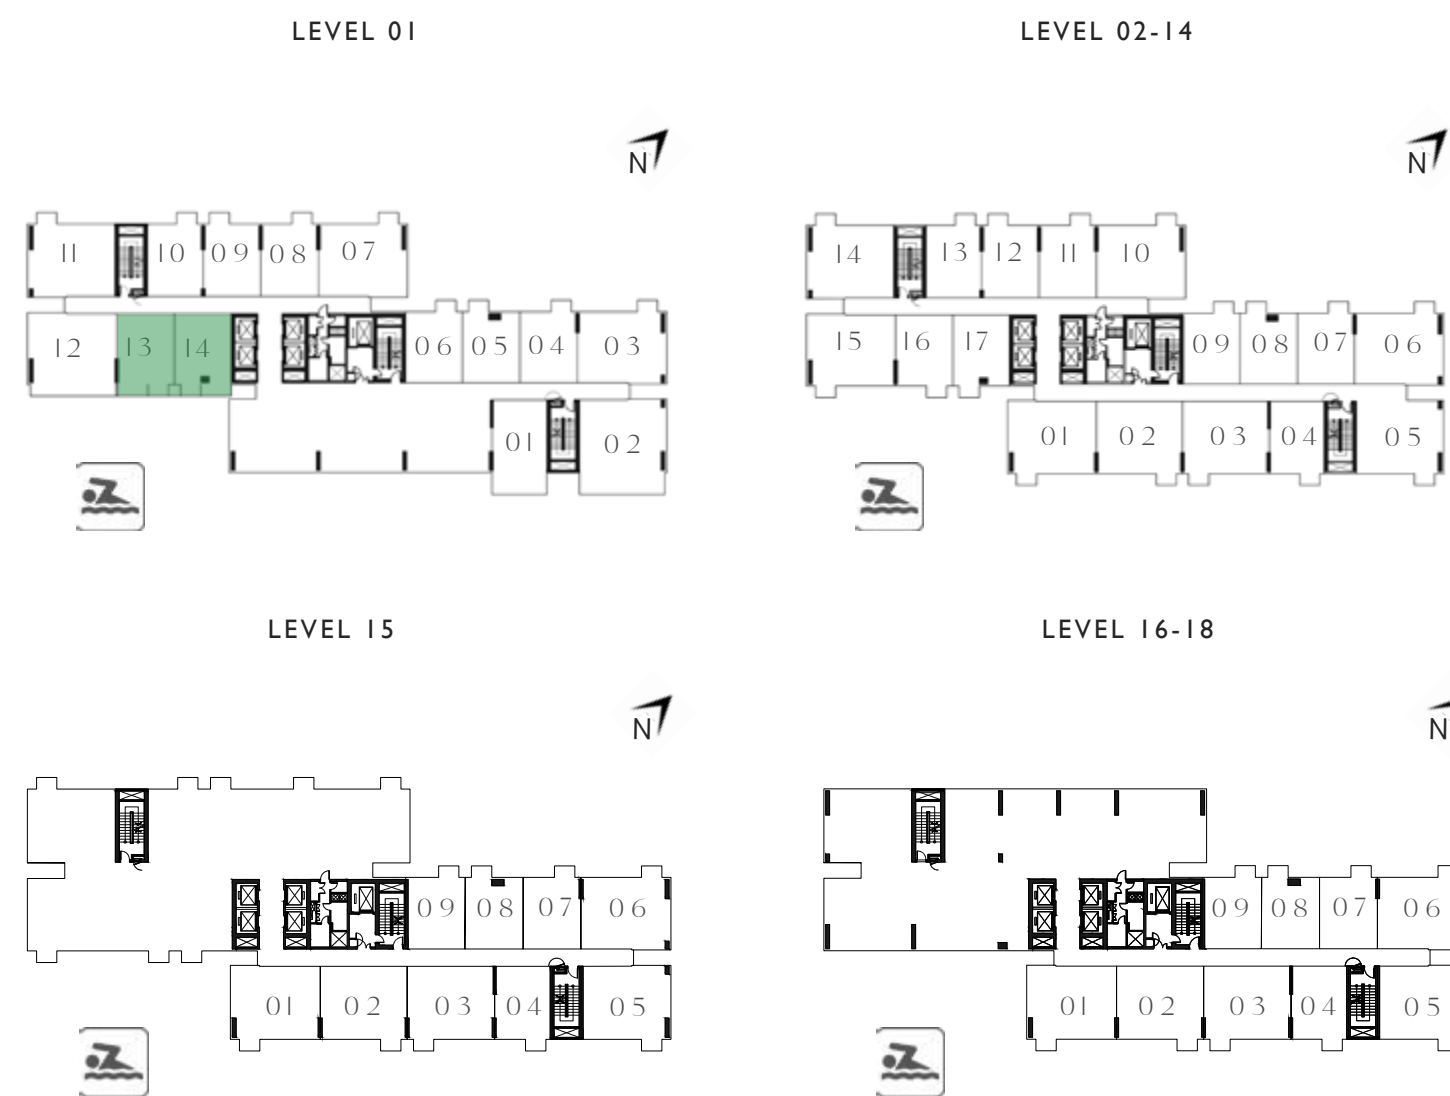 LEVEL 01
LEVEL 02-14
N
N
11 10 09 08 07
14 13 12 11 10
12 13 14 06 05 04 03
15 16 17 09 08 07 06
01 02
01 02 03 04 05
LEVEL 15
LEVEL 16-18
N
N
09 08 07 06
09 08 07 06
01 02 03 04 05
01 02 03 04 05